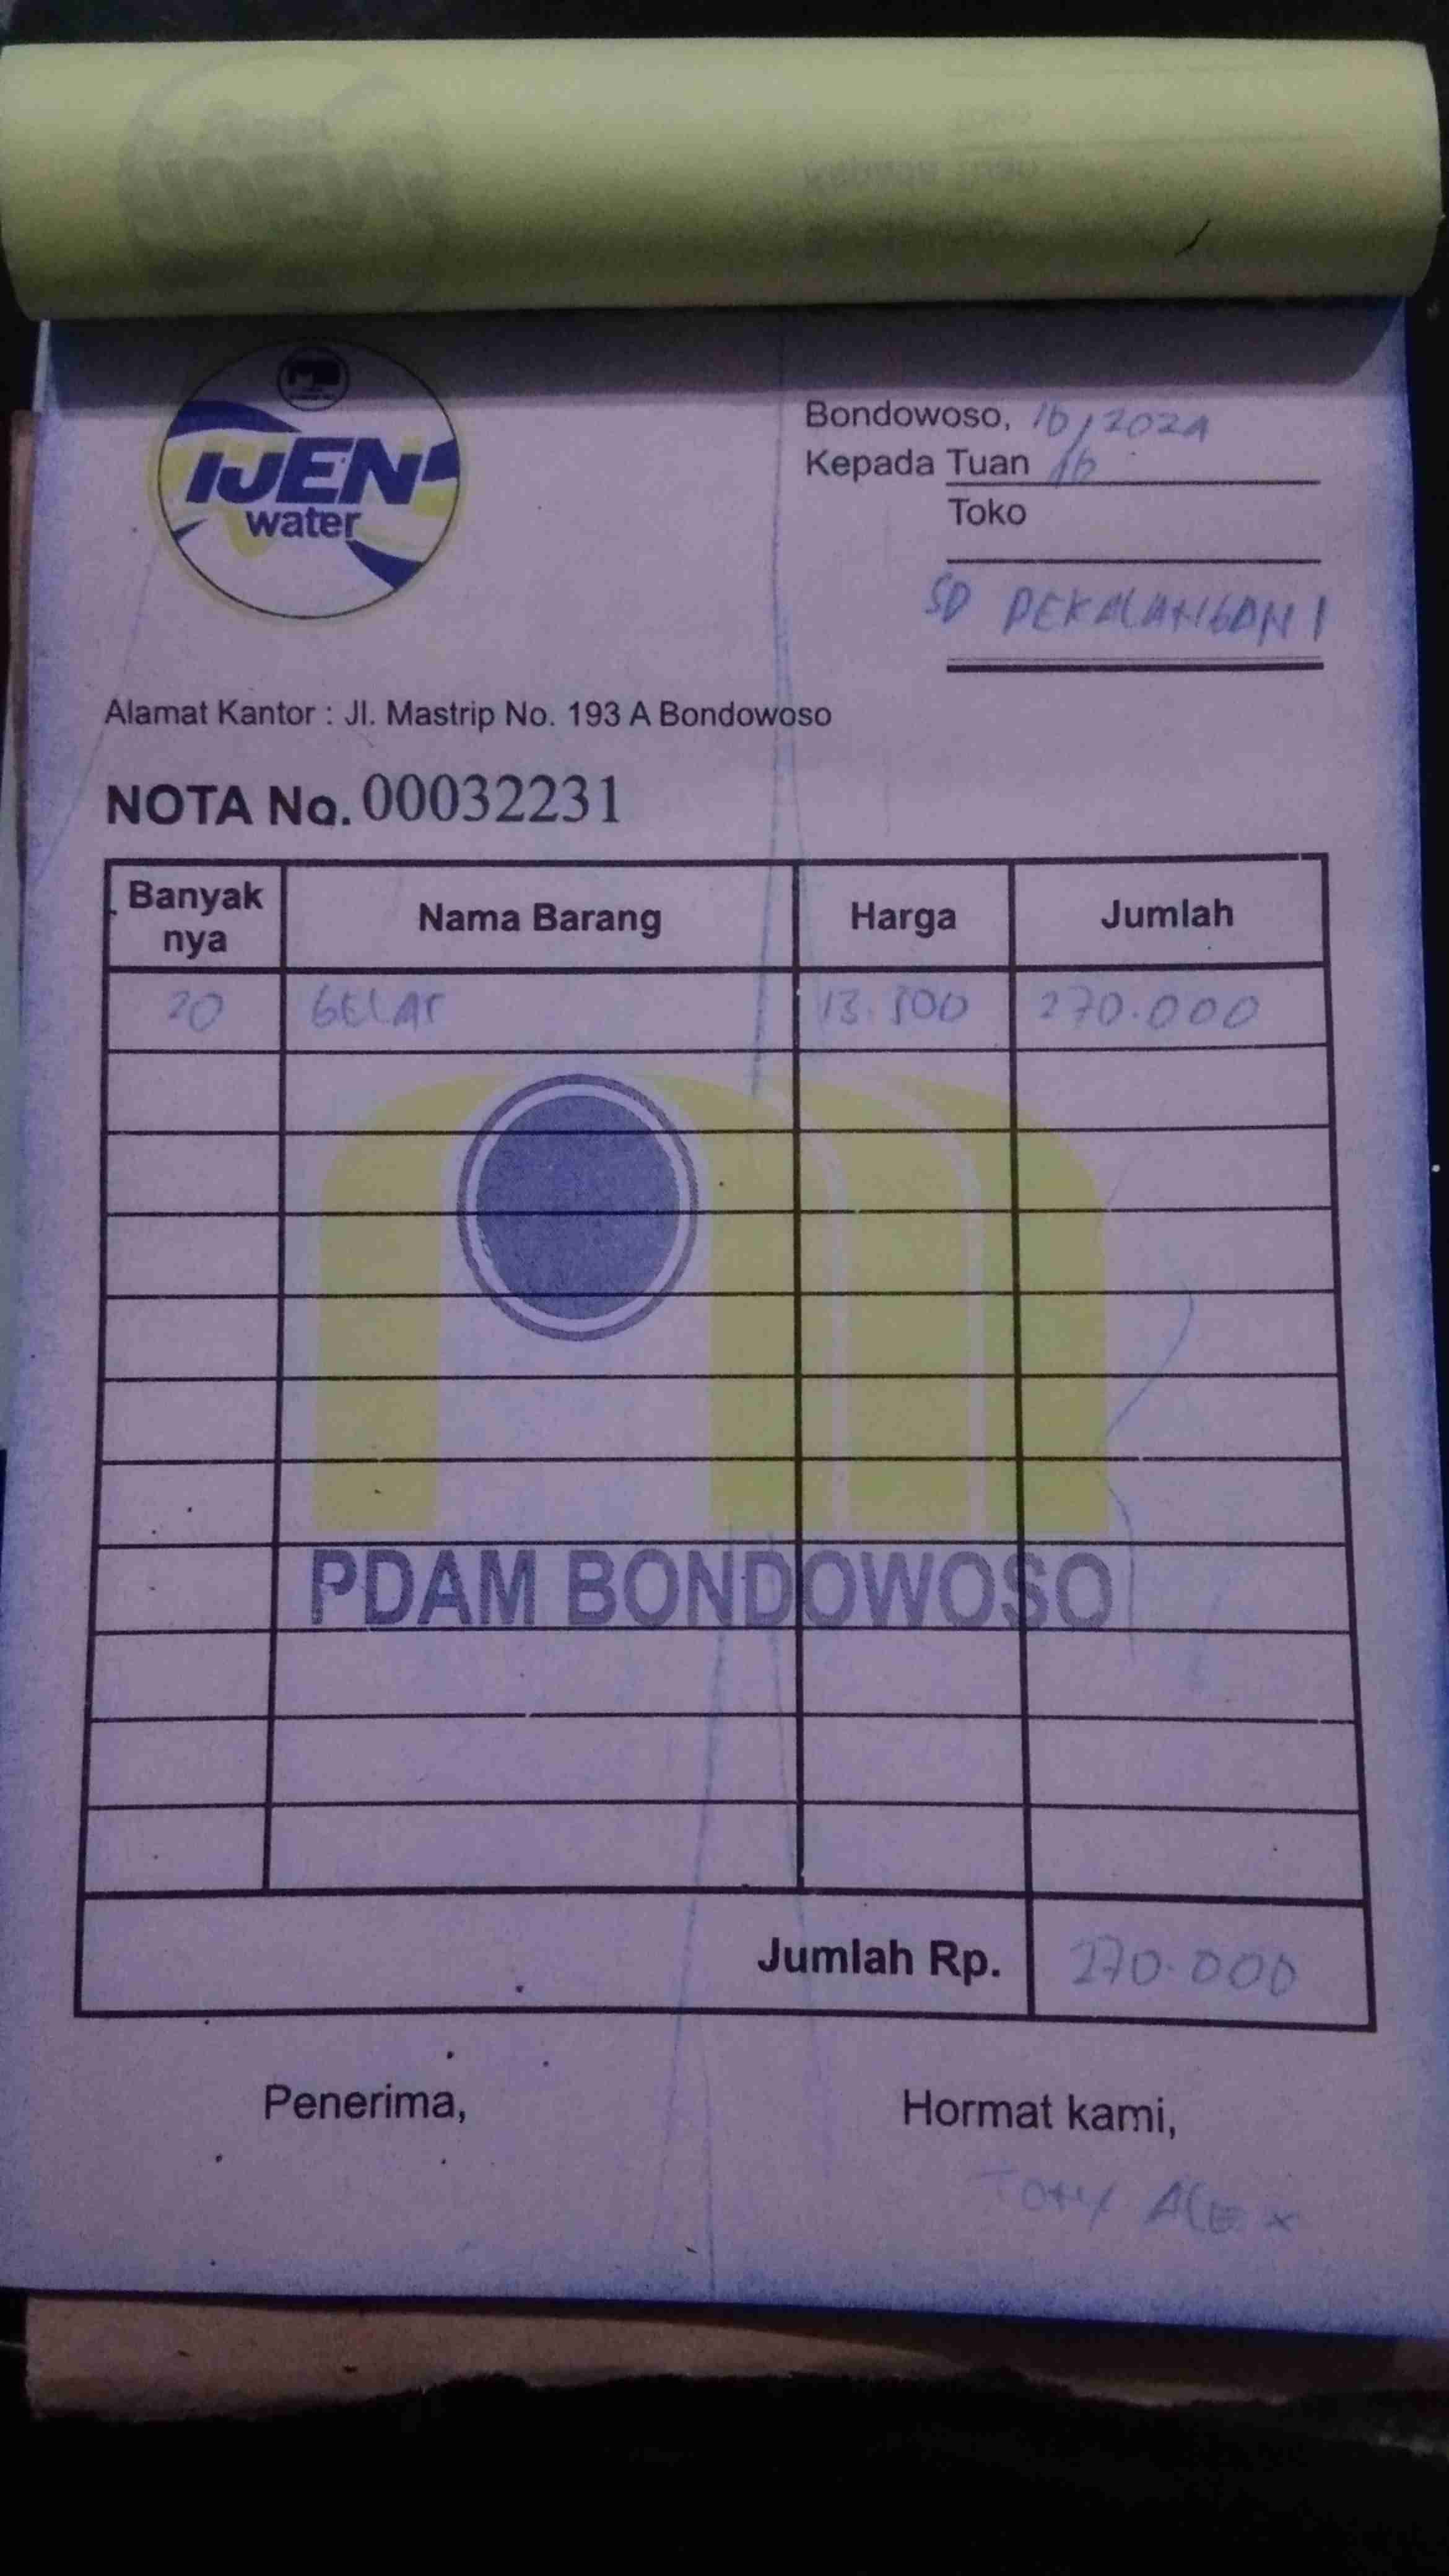 IJEN
water
Bondowoso, 16/2024
Kepada Tuan
Toko
SD PEKALANGAN 1
Alamat Kantor : Jl. Mastrip No. 193 A Bondowoso
NOTA No. 00032231
Banyak nya Nama Barang Harga Jumlah
20 GELAS 13.500 270.000
PDAM BONDOWOSO
Jumlah Rp. 270.000
Penerima, Hormat kami,
TONY ALEX